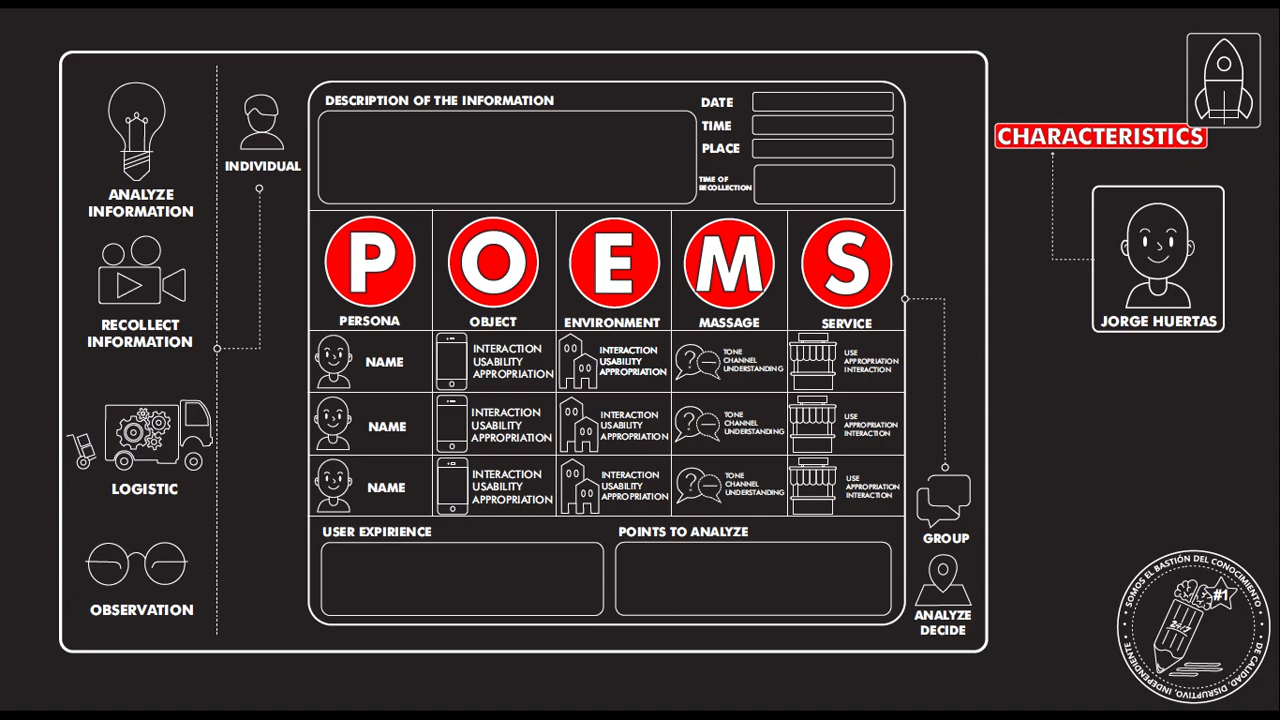 ANALYZE
INFORMATION
RECOLLECT
INFORMATION
LOGISTIC
OBSERVATION
INDIVIDUAL
DESCRIPTION OF THE INFORMATION
DATE
TIME
PLACE
TIME OF
RECOLLECTION
P O E M S
PERSONA OBJECT ENVIRONMENT MASSAGE SERVICE
NAME
INTERACTION
USABILITY
APPROPRIATION
INTERACTION
USABILITY
APPROPRIATION
?
TONE
CHANNEL
UNDERSTANDING
USE
APPROPRIATION
INTERACTION
NAME
INTERACTION
USABILITY
APPROPRIATION
INTERACTION
USABILITY
APPROPRIATION
?
TONE
CHANNEL
UNDERSTANDING
USE
APPROPRIATION
INTERACTION
NAME
INTERACTION
USABILITY
APPROPRIATION
INTERACTION
USABILITY
APPROPRIATION
?
TONE
CHANNEL
UNDERSTANDING
USE
APPROPRIATION
INTERACTION
USER EXPIRIENCE
POINTS TO ANALYZE
GROUP
ANALYZE
DECIDE
CHARACTERISTICS
JORGE HUERTAS
SOMOS EL BASTIÓN DEL CONOCIMIENTO
DE CALIDAD, DISRUPTIVO, INDEPENDIENTE
#1
24/7